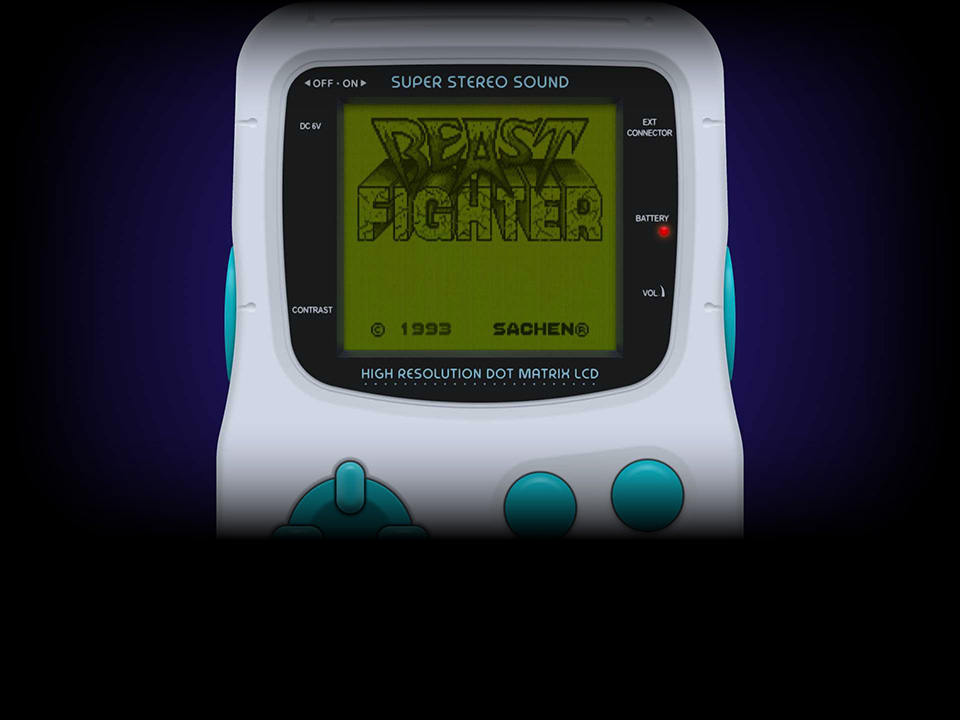 ◀OFF • ON▶
SUPER STEREO SOUND
DC 6V
EXT
CONNECTOR
BEAST
FIGHTER
BATTERY
VOL
CONTRAST
© 1993 SACHEN®
HIGH RESOLUTION DOT MATRIX LCD